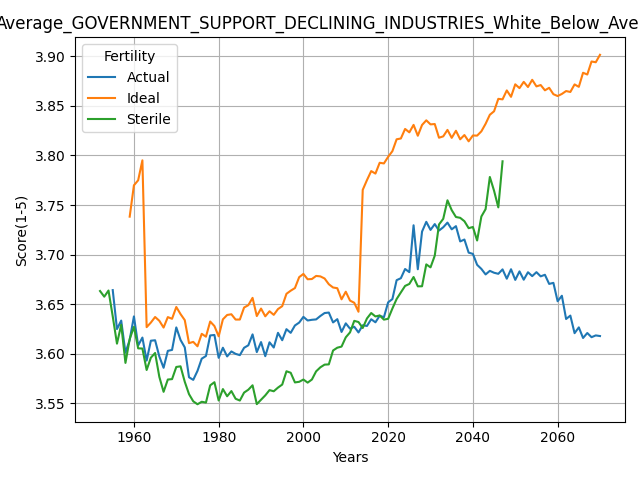 Average_GOVERNMENT_SUPPORT_DECLINING_INDUSTRIES_White_Below_Ave
Fertility
Actual
Ideal
Sterile
3.90
3.85
3.80
3.75
3.70
3.65
3.60
3.55
Score(1-5)
1960 1980 2000 2020 2040 2060
Years